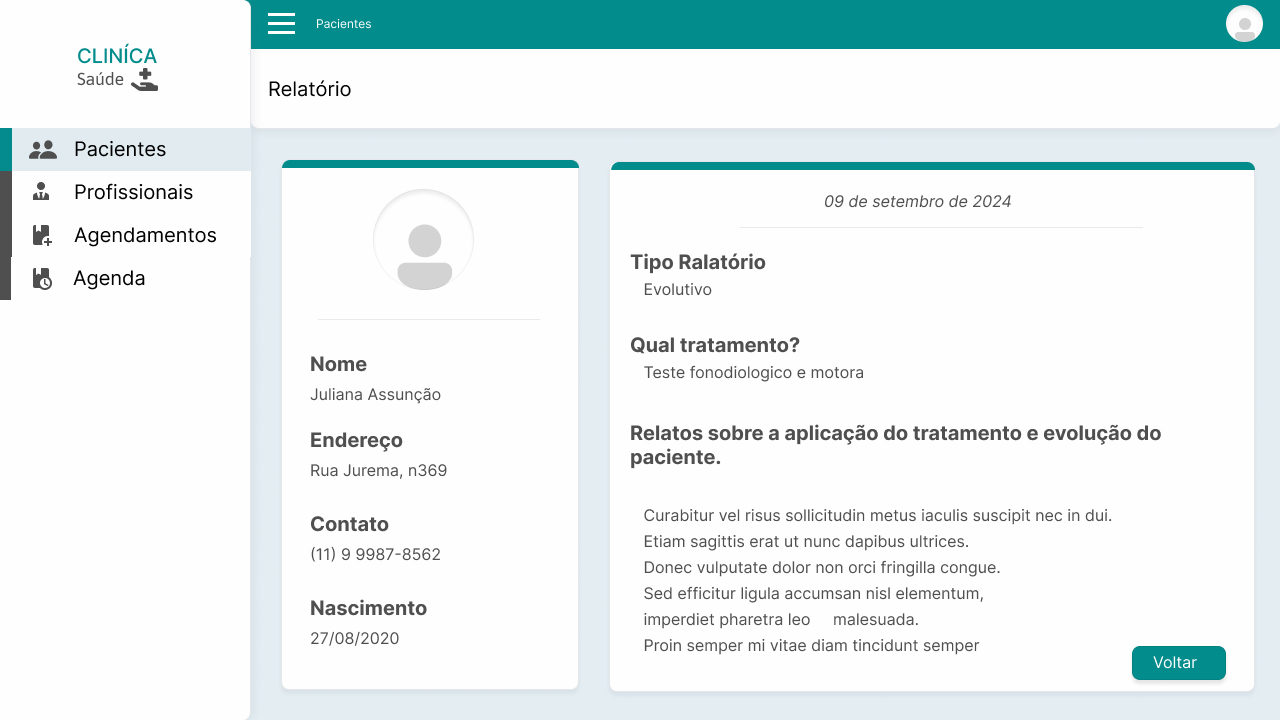 CLINÍCA
Saúde
Pacientes
Profissionais
Agendamentos
Agenda
Pacientes
Relatório
Nome
Juliana Assunção
Endereço
Rua Jurema, n369
Contato
(11) 9 9987-8562
Nascimento
27/08/2020
09 de setembro de 2024
Tipo Ralatório
Evolutivo
Qual tratamento?
Teste fonodiologico e motora
Relatos sobre a aplicação do tratamento e evolução do
paciente.
Curabitur vel risus sollicitudin metus iaculis suscipit nec in dui.
Etiam sagittis erat ut nunc dapibus ultrices.
Donec vulputate dolor non orci fringilla congue.
Sed efficitur ligula accumsan nisl elementum,
imperdiet pharetra leo malesuada.
Proin semper mi vitae diam tincidunt semper
Voltar